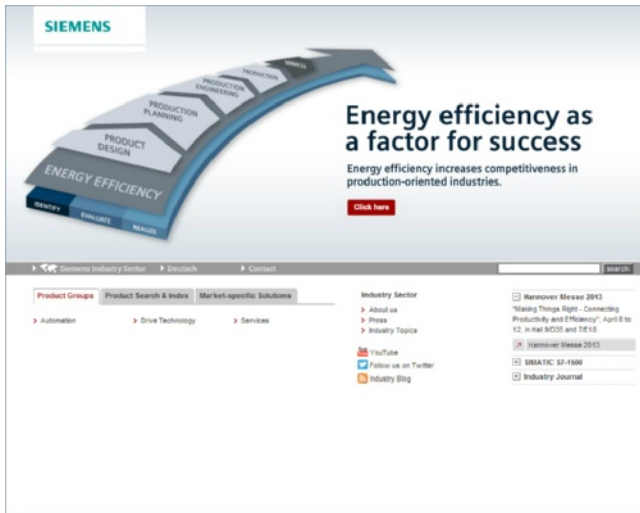 SIEMENS
SERVICES
PRODUCTION
PRODUCTION
ENGINEERING
PRODUCTION
PLANNING
PRODUCT
DESIGN
ENERGY EFFICIENCY
IDENTIFY
EVALUATE
REALIZE
Energy efficiency as
a factor for success
Energy efficiency increases competitiveness in
production-oriented industries.
Click here
Siemens Industry Sector Deutsch Contact search
Product Groups Product Search & Index Market-specific Solutions
Automation Drive Technology Services
Industry Sector
About us
Press
Industry Topics
YouTube
Follow us on Twitter
Industry Blog
Hannover Messe 2013
"Making Things Right - Connecting
Productivity and Efficiency", April 8 to
12, in Hall 9/D35 and 7/E10
Hannover Messe 2013
SIMATIC S7-1500
Industry Journal